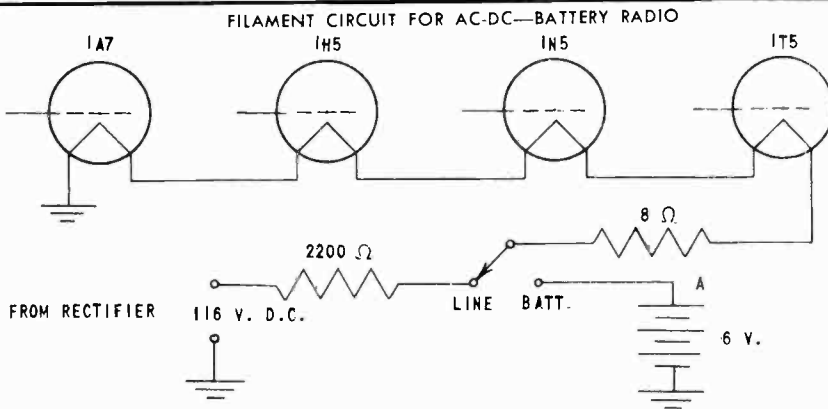 FILAMENT CIRCUIT FOR AC-DC—BATTERY RADIO
1A7 1H5 1N5 1T5
8 Ω
2200 Ω
FROM RECTIFIER 116 V. D.C. LINE BATT. A
6 V.